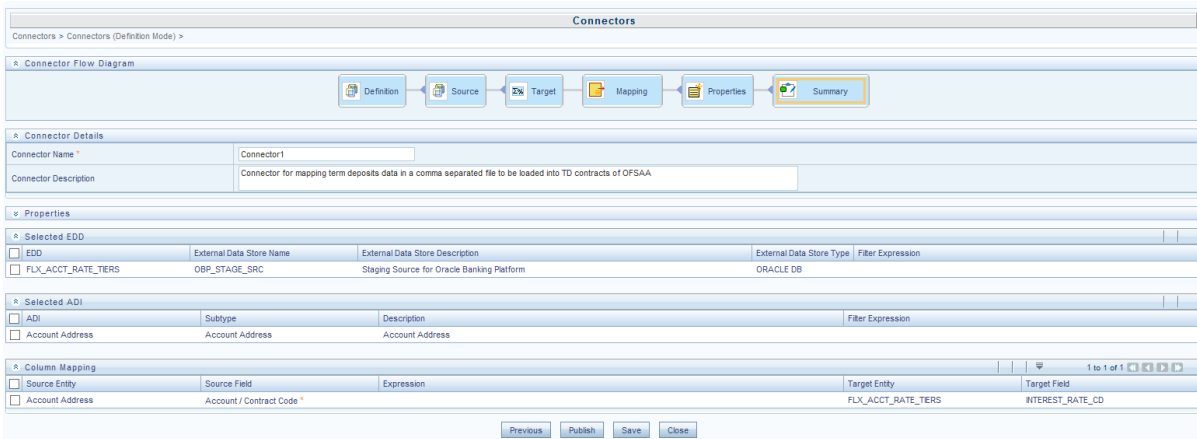 Connectors
Connectors > Connectors (Definition Mode) >
Connector Flow Diagram
Definition Source Target Mapping Properties Summary
Connector Details
Connector Name * Connector1
Connector Description Connector for mapping term deposits data in a comma separated file to be loaded into TD contracts of OFSAA
Properties
Selected EDD
EDD External Data Store Name External Data Store Description External Data Store Type Filter Expression
FLX_ACCT_RATE_TIERS OBP_STAGE_SRC Staging Source for Oracle Banking Platform ORACLE DB
Selected ADI
ADI Subtype Description Filter Expression
Account Address Account Address Account Address
Column Mapping 1 to 1 of 1
Source Entity Source Field Expression Target Entity Target Field
Account Address Account / Contract Code * FLX_ACCT_RATE_TIERS INTEREST_RATE_CD
Previous Publish Save Close